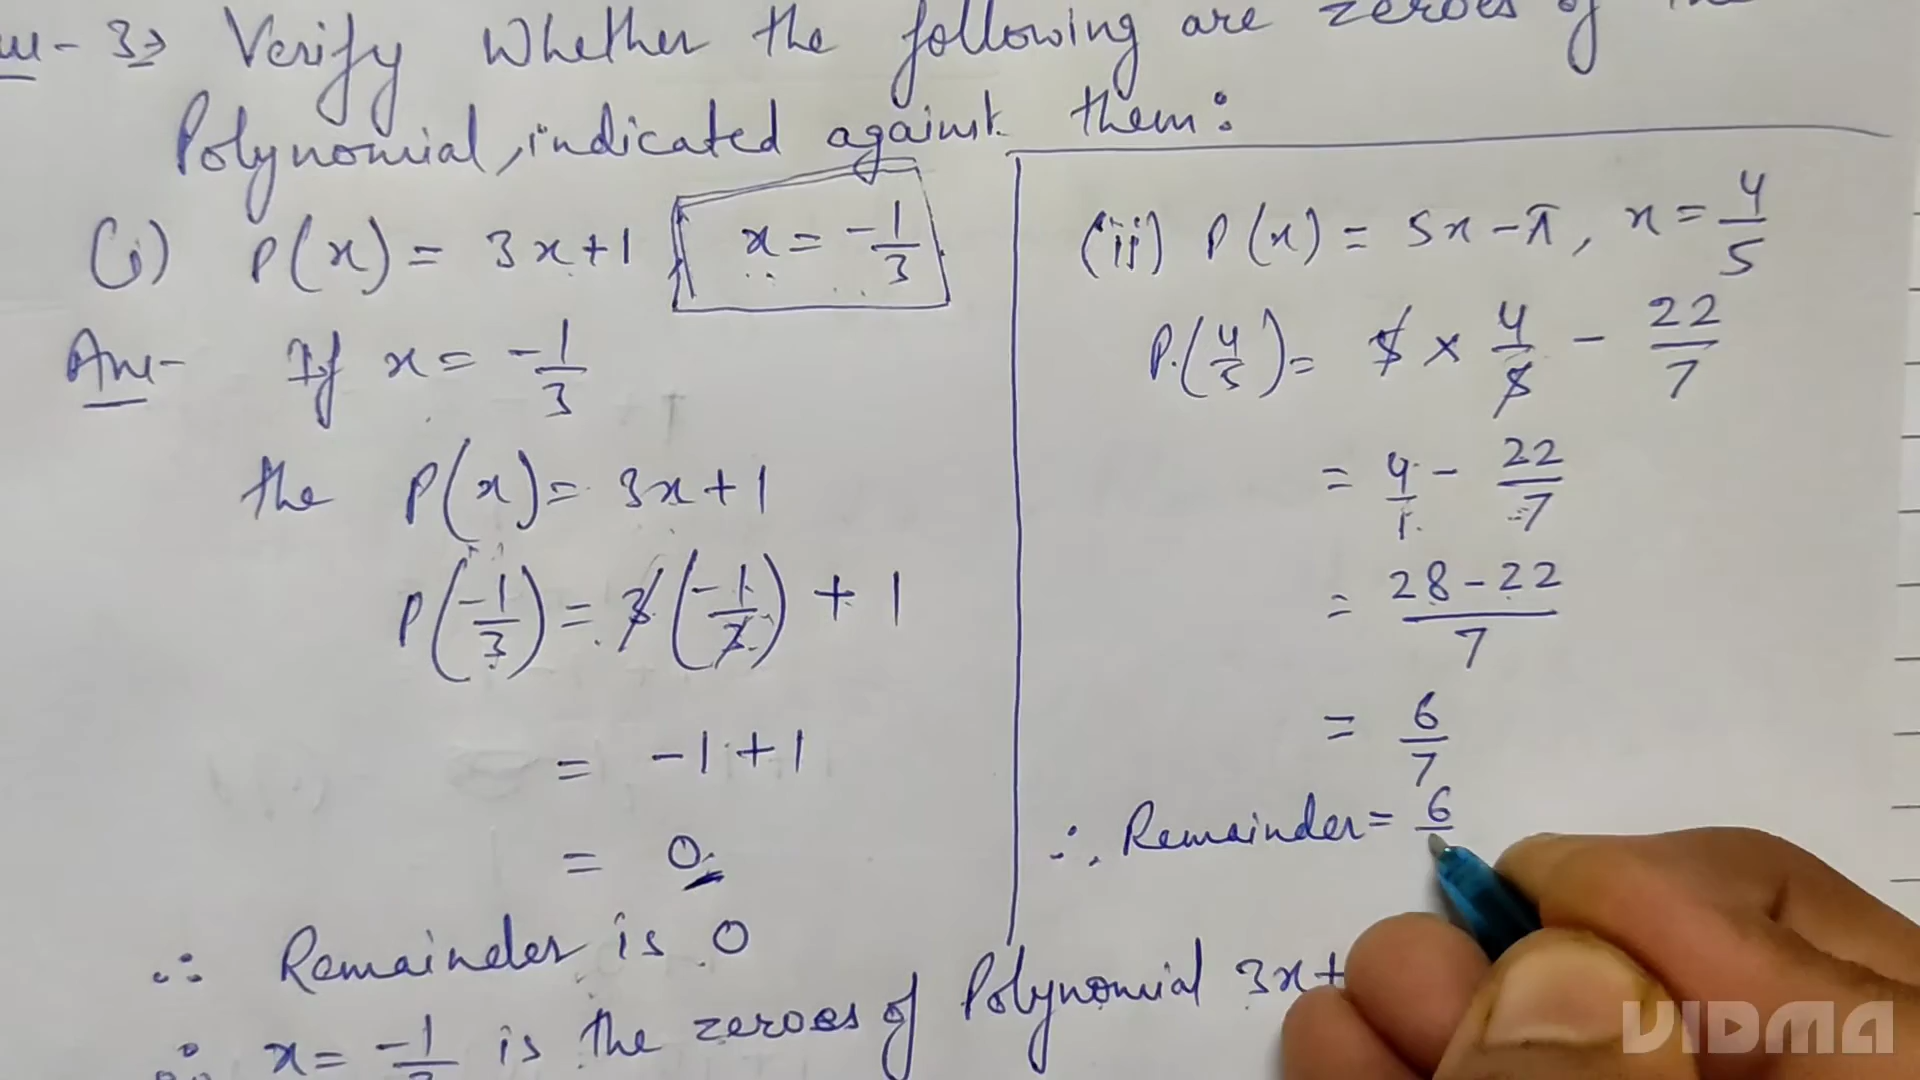 - 3⇒ Verify Whether the following are zeroes of
Polynomial, indicated against them:
(i) P(x) = 3x+1 x = -1/3
Ans- If x = -1/3
the P(x) = 3x+1
P(-1/3) = 3(-1/3) + 1
= -1+1
= 0
∴ Remainder is 0
∴ x = -1/3 is the zeroes of Polynomial 3x+
(ii) P(x) = 5x-π, x = 4/5
P(4/5) = 5 × 4/5 - 22/7
= 4/1 - 22/7
= 28-22/7
= 6/7
∴ Remainder = 6
VIDMA